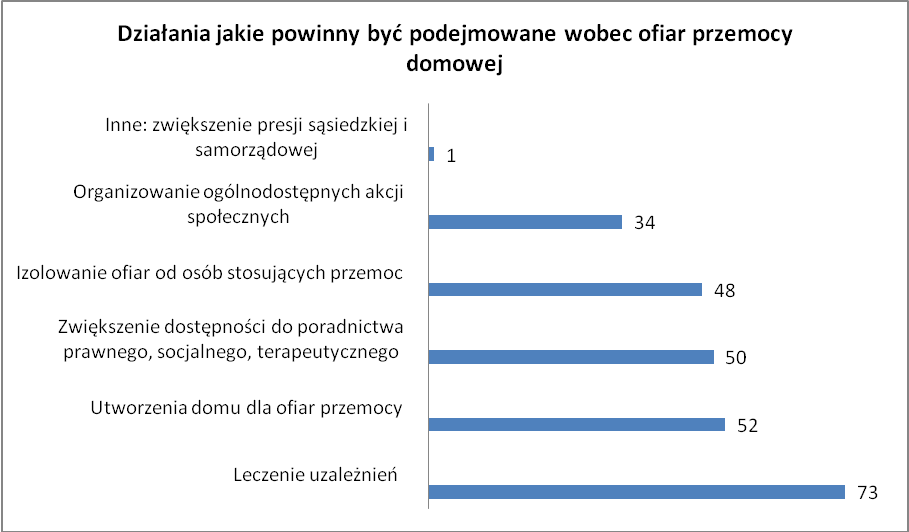 Działania jakie powinny być podejmowane wobec ofiar przemocy
domowej
Inne: zwiększenie presji sąsiedzkiej i
samorządowej
1
Organizowanie ogólnodostępnych akcji
społecznych
34
Izolowanie ofiar od osób stosujących przemoc
48
Zwiększenie dostępności do poradnictwa
prawnego, socjalnego, terapeutycznego
50
Utworzenia domu dla ofiar przemocy
52
Leczenie uzależnień
73